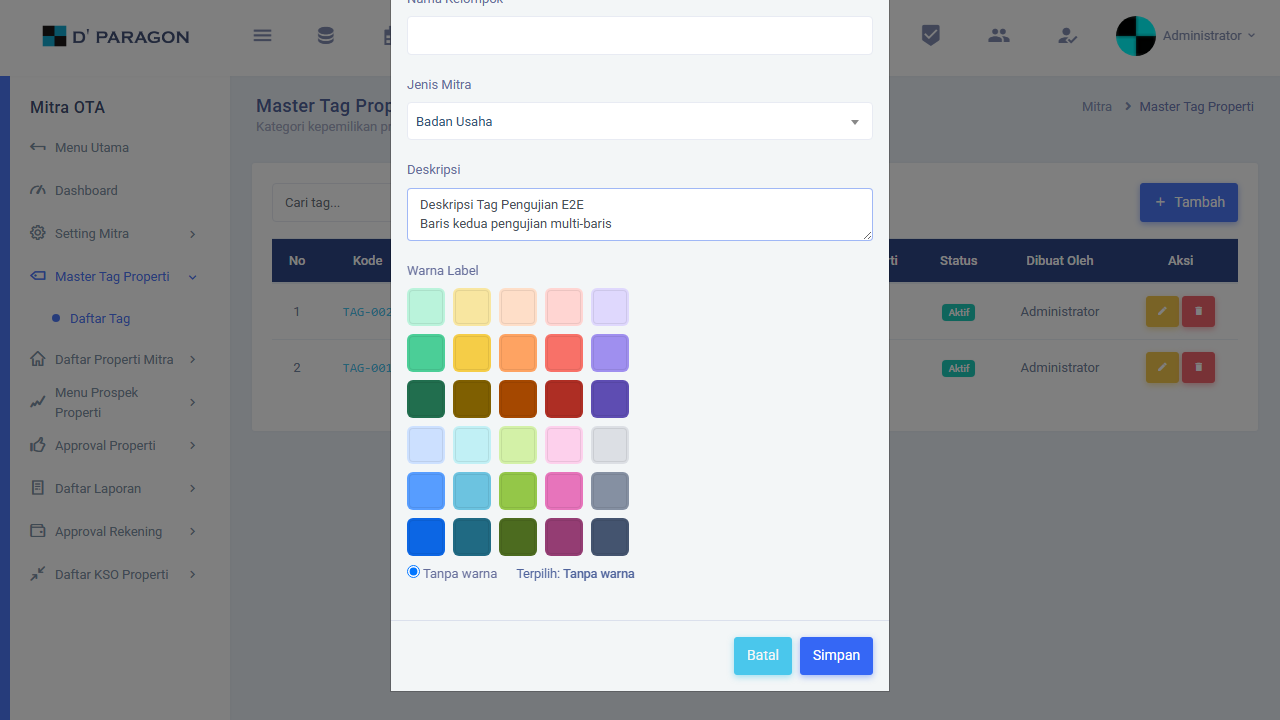 D' PARAGON
Administrator
Mitra OTA
Menu Utama
Dashboard
Setting Mitra
Master Tag Properti
Daftar Tag
Daftar Properti Mitra
Menu Prospek
Properti
Approval Properti
Daftar Laporan
Approval Rekening
Daftar KSO Properti
Master Tag Prop
Kategori kepemilikan pr
Mitra
Master Tag Properti
Cari tag...
+ Tambah
No
Kode
Status
Dibuat Oleh
Aksi
1
TAG-002
Aktif
Administrator
2
TAG-001
Aktif
Administrator
Nama Kelompok
Jenis Mitra
Badan Usaha
Deskripsi
Deskripsi Tag Pengujian E2E
Baris kedua pengujian multi-baris
Warna Label
Tanpa warna
Terpilih: Tanpa warna
Batal
Simpan